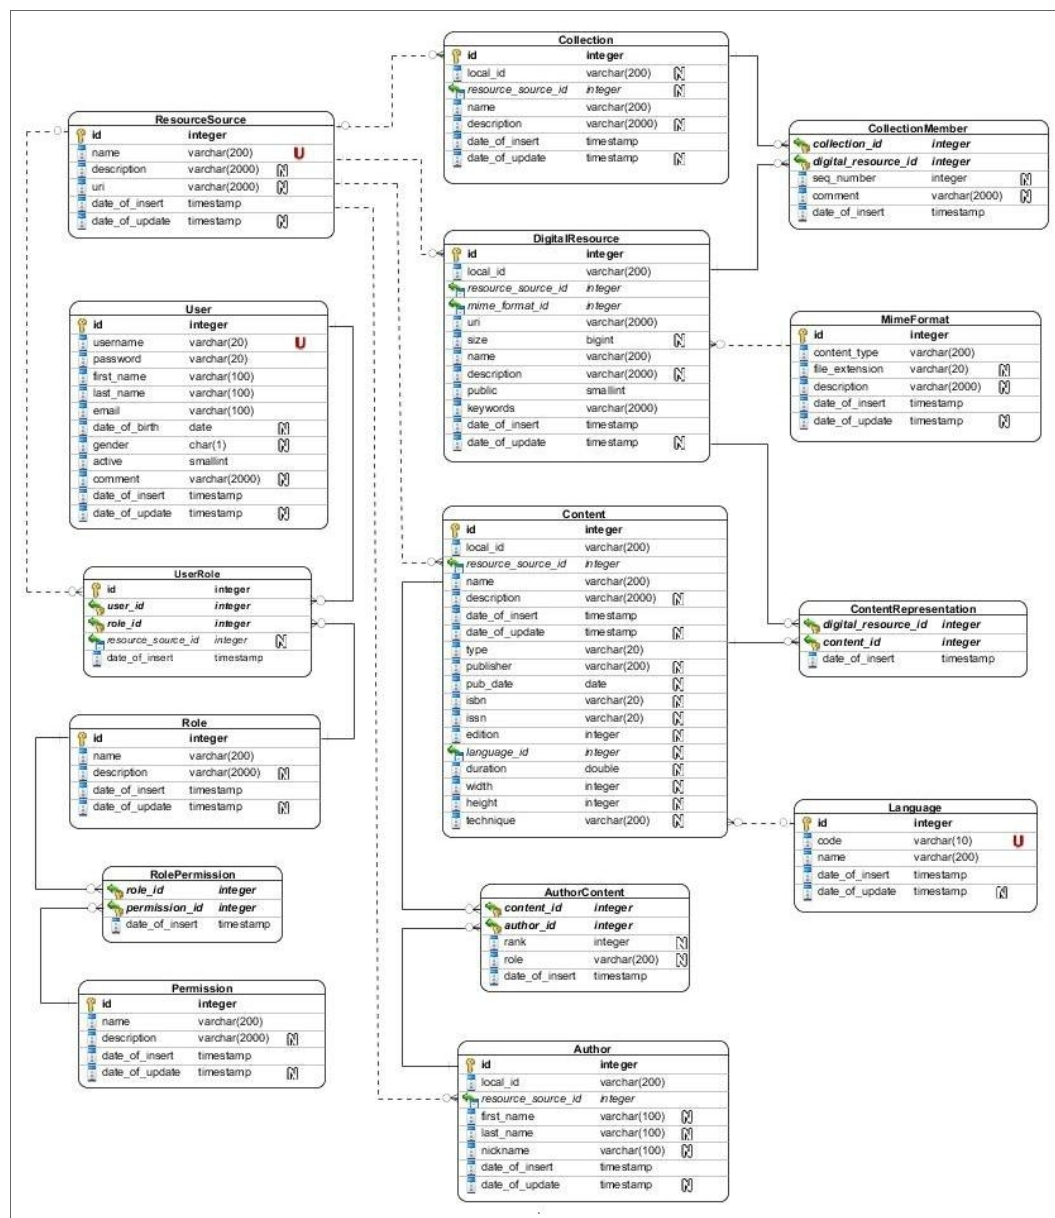 Collection
id integer
local_id varchar(200) N
resource_source_id integer N
name varchar(200)
description varchar(2000) N
date_of_insert timestamp
date_of_update timestamp N
ResourceSource
id integer
name varchar(200) U
description varchar(2000) N
uri varchar(2000) N
date_of_insert timestamp
date_of_update timestamp N
CollectionMember
collection_id integer
digital_resource_id integer
seq_number integer N
comment varchar(2000) N
date_of_insert timestamp
DigitalResource
id integer
local_id varchar(200)
resource_source_id integer
mime_format_id integer
uri varchar(2000)
size bigint N
name varchar(200)
description varchar(2000) N
public smallint
keywords varchar(2000)
date_of_insert timestamp
date_of_update timestamp N
User
id integer
username varchar(20) U
password varchar(20)
first_name varchar(100)
last_name varchar(100)
email varchar(100)
date_of_birth date N
gender char(1) N
active smallint
comment varchar(2000) N
date_of_insert timestamp
date_of_update timestamp N
MimeFormat
id integer
content_type varchar(200)
file_extension varchar(20) N
description varchar(2000) N
date_of_insert timestamp
date_of_update timestamp N
Content
id integer
local_id varchar(200)
resource_source_id integer
name varchar(200)
description varchar(2000) N
date_of_insert timestamp
date_of_update timestamp N
type varchar(20)
publisher varchar(200) N
pub_date date N
isbn varchar(20) N
issn varchar(20) N
edition integer N
language_id integer N
duration double N
width integer N
height integer N
technique varchar(200) N
UserRole
id integer
user_id integer
role_id integer
resource_source_id integer N
date_of_insert timestamp
ContentRepresentation
digital_resource_id integer
content_id integer
date_of_insert timestamp
Role
id integer
name varchar(200)
description varchar(2000) N
date_of_insert timestamp
date_of_update timestamp N
Language
id integer
code varchar(10) U
name varchar(200)
date_of_insert timestamp
date_of_update timestamp N
RolePermission
role_id integer
permission_id integer
date_of_insert timestamp
AuthorContent
content_id integer
author_id integer
rank integer N
role varchar(200) N
date_of_insert timestamp
Permission
id integer
name varchar(200)
description varchar(2000) N
date_of_insert timestamp
date_of_update timestamp N
Author
id integer
local_id varchar(200)
resource_source_id integer
first_name varchar(100) N
last_name varchar(100) N
nickname varchar(100) N
date_of_insert timestamp
date_of_update timestamp N